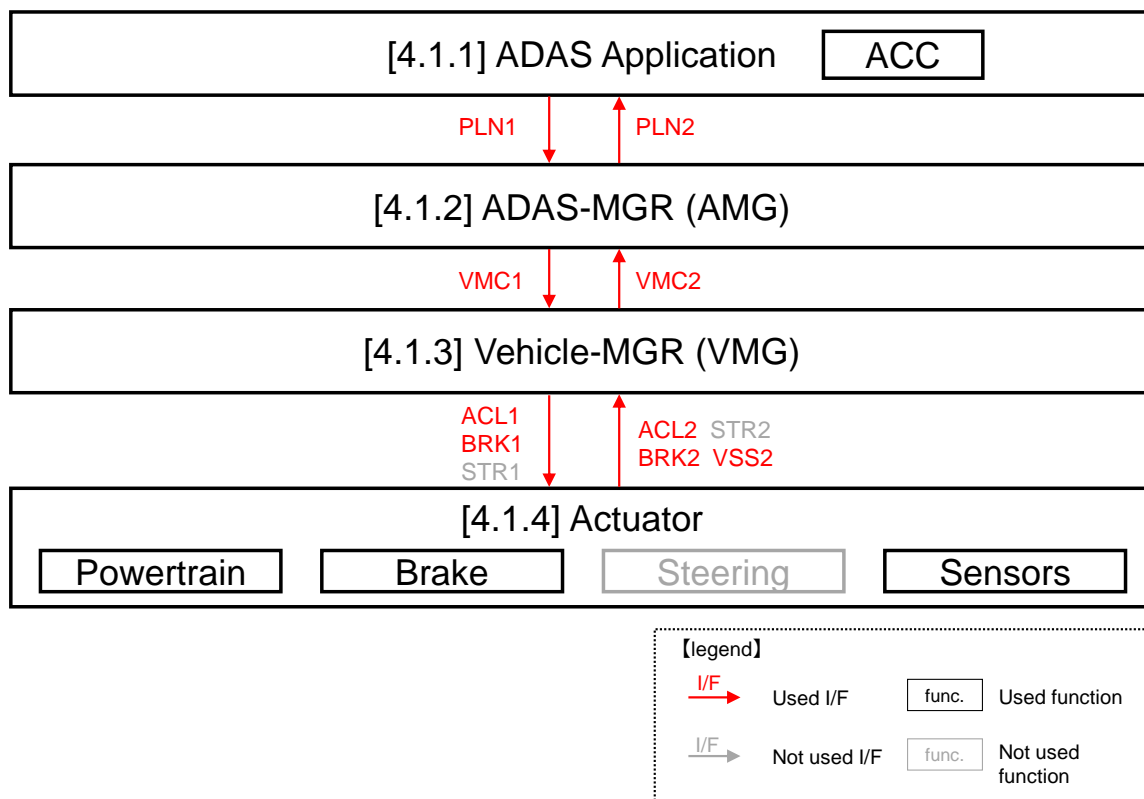 [4.1.1] ADAS Application ACC
PLN1 PLN2
[4.1.2] ADAS-MGR (AMG)
VMC1 VMC2
[4.1.3] Vehicle-MGR (VMG)
ACL1
BRK1
STR1
ACL2 STR2
BRK2 VSS2
[4.1.4] Actuator
Powertrain Brake Steering Sensors
【legend】
I/F Used I/F func. Used function
I/F Not used I/F func. Not used
function